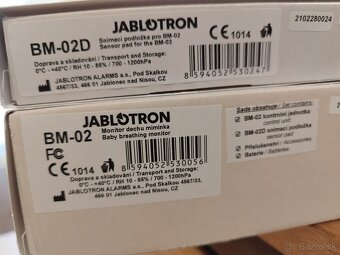 JABLOTRON
BM-02D
Snímací podložka pro BM-02
Sensor pad for the BM-02
CE 1014
2102280024
Doprava a skladování / Transport and Storage:
0°C - +40°C / RH 10 - 85% / 700 - 1200hPa
JABLOTRON ALARMS a.s. Pod Skalkou
4567/33, 466 01 Jablonec nad Nisou, CZ
8 594052 530247
JABLOTRON
BM-02
Monitor dechu miminka
Baby breathing monitor
FC
CE 1014
8 594052 530056
Doprava a skladování / Transport and Storage:
0°C - +40°C / RH 10 - 85% / 700 - 1200hPa
JABLOTRON ALARMS a.s. Pod Skalkou 4567/33,
466 01 Jablonec nad Nisou, CZ
Sada obsahuje / Set contains:
BM-02 kontrolní jednotka
control unit
BM-02D snímací podložka
sensor pad
Příslušenství / Accessories
Baterie / Batteries
Bazos.sk